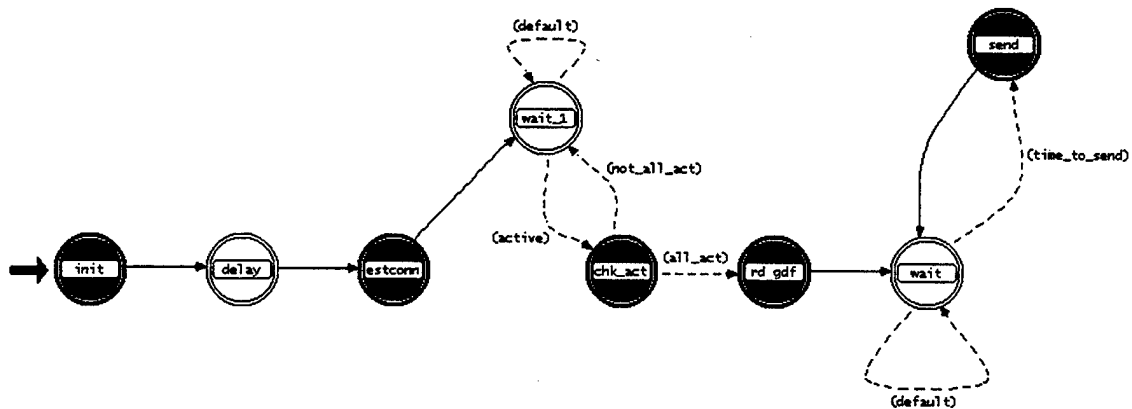 (default)
send
wait_1
(time_to_send)
(not_all_act)
(active)
init
delay
estconn
chk_act
(all_act)
rd gdf
wait
(default)